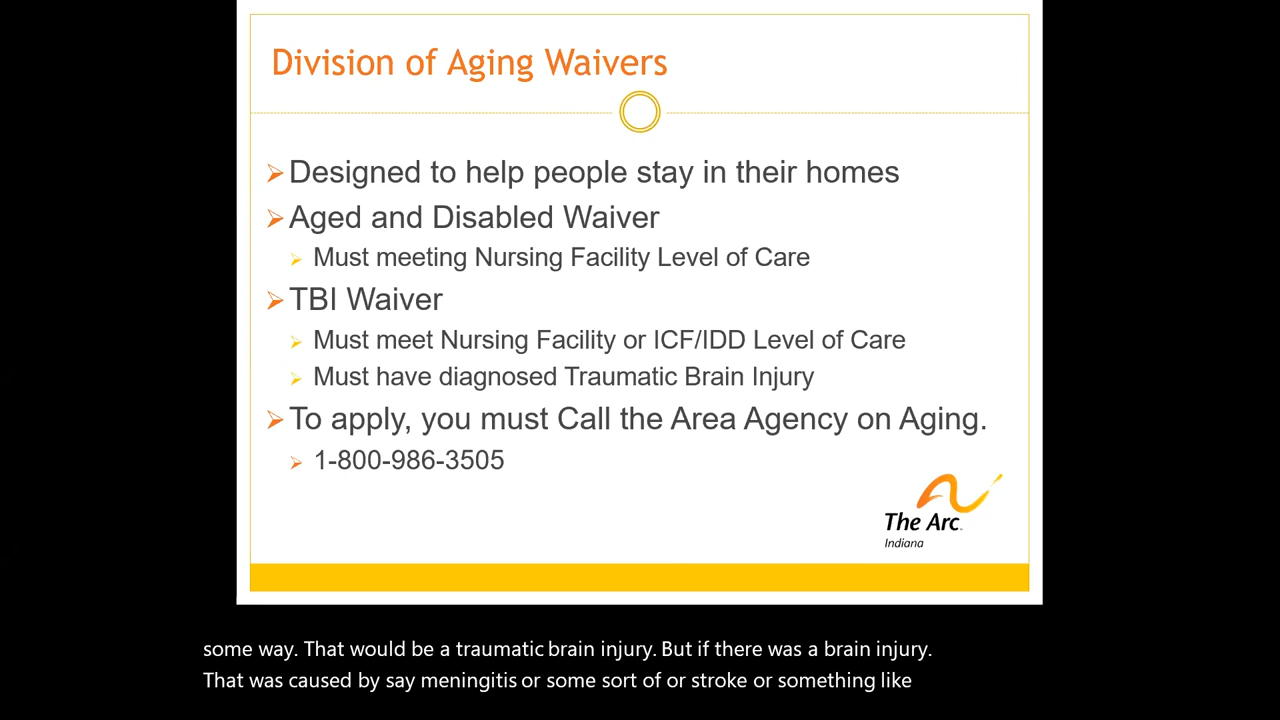 Division of Aging Waivers
Designed to help people stay in their homes
Aged and Disabled Waiver
Must meeting Nursing Facility Level of Care
TBI Waiver
Must meet Nursing Facility or ICF/IDD Level of Care
Must have diagnosed Traumatic Brain Injury
To apply, you must Call the Area Agency on Aging.
1-800-986-3505
The Arc
Indiana
some way. That would be a traumatic brain injury. But if there was a brain injury.
That was caused by say meningitis or some sort of or stroke or something like